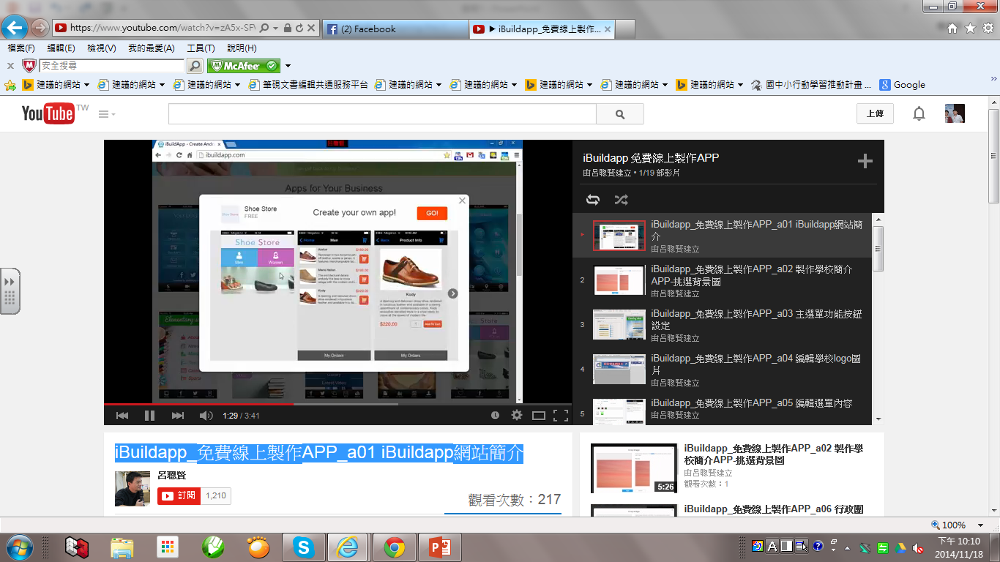 https://www.youtube.com/watch?v=zA5x-SFV
(2) Facebook
iBuildapp_免費線上製作...
檔案(F) 編輯(E) 檢視(V) 我的最愛(A) 工具(T) 說明(H)
安全搜尋
McAfee
建議的網站 建議的網站 建議的網站 筆硯文書編輯共通服務平台 建議的網站 建議的網站 建議的網站 建議的網站 建議的網站 國中小行動學習推動計畫 ... Google
YouTube TW
上傳
iBuildApp - Create Andr
ibuildapp.com
Apps for Your Business
Shoe Store
FREE
Create your own app!
GO!
Shoe Store
Men
Women
Home
Men
Back
Product Info
Kody
$220.00
1
Add To Cart
My Orders
My Orders
1:29 / 3:41
iBuildapp 免費線上製作APP
由呂聰賢建立 • 1/19 部影片
iBuildapp_免費線上製作APP_a01 iBuildapp網站簡
介
由呂聰賢建立
2
iBuildapp_免費線上製作APP_a02 製作學校簡介
APP-挑選背景圖
由呂聰賢建立
3
iBuildapp_免費線上製作APP_a03 主選單功能按鈕
設定
由呂聰賢建立
4
iBuildapp_免費線上製作APP_a04 編輯學校logo圖
片
由呂聰賢建立
5
iBuildapp_免費線上製作APP_a05 編輯選單內容
由呂聰賢建立
iBuildapp_免費線上製作APP_a01 iBuildapp網站簡介
呂聰賢
訂閱 1,210
觀看次數：217
5:26
iBuildapp_免費線上製作APP_a02 製作學
校簡介APP-挑選背景圖
由呂聰賢建立
觀看次數：1
iBuildapp_免費線上製作APP_a06 行政團
100%
下午 10:10
2014/11/18